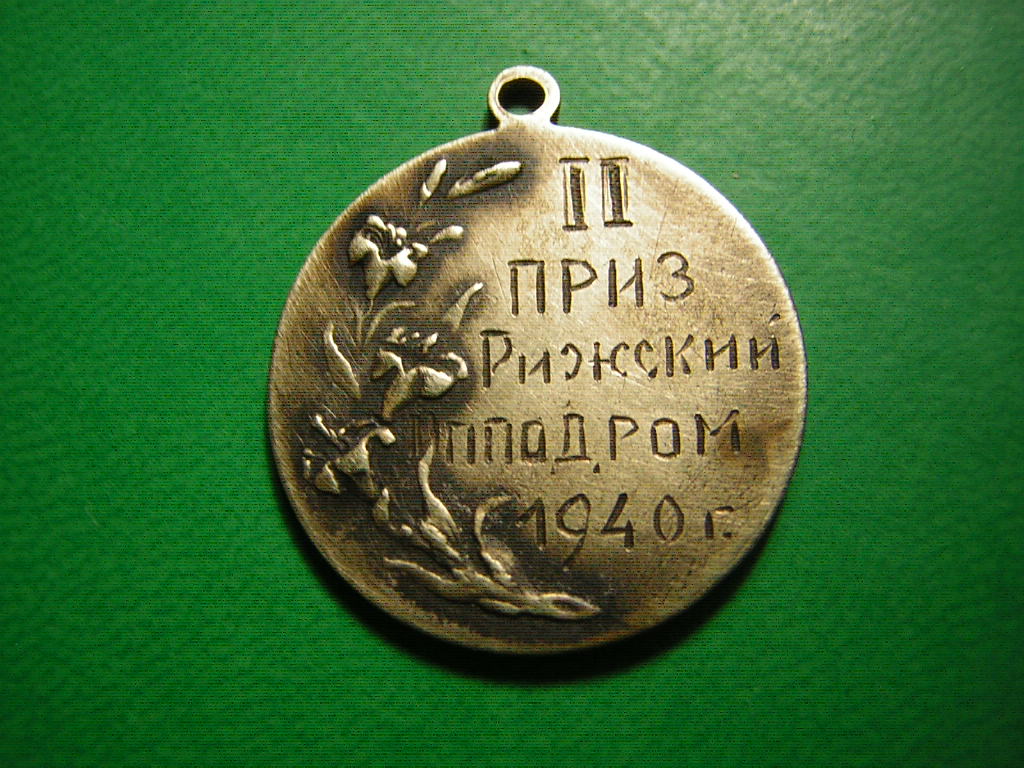 II
ПРИЗ
Рижский
Ипподром
1940 г.